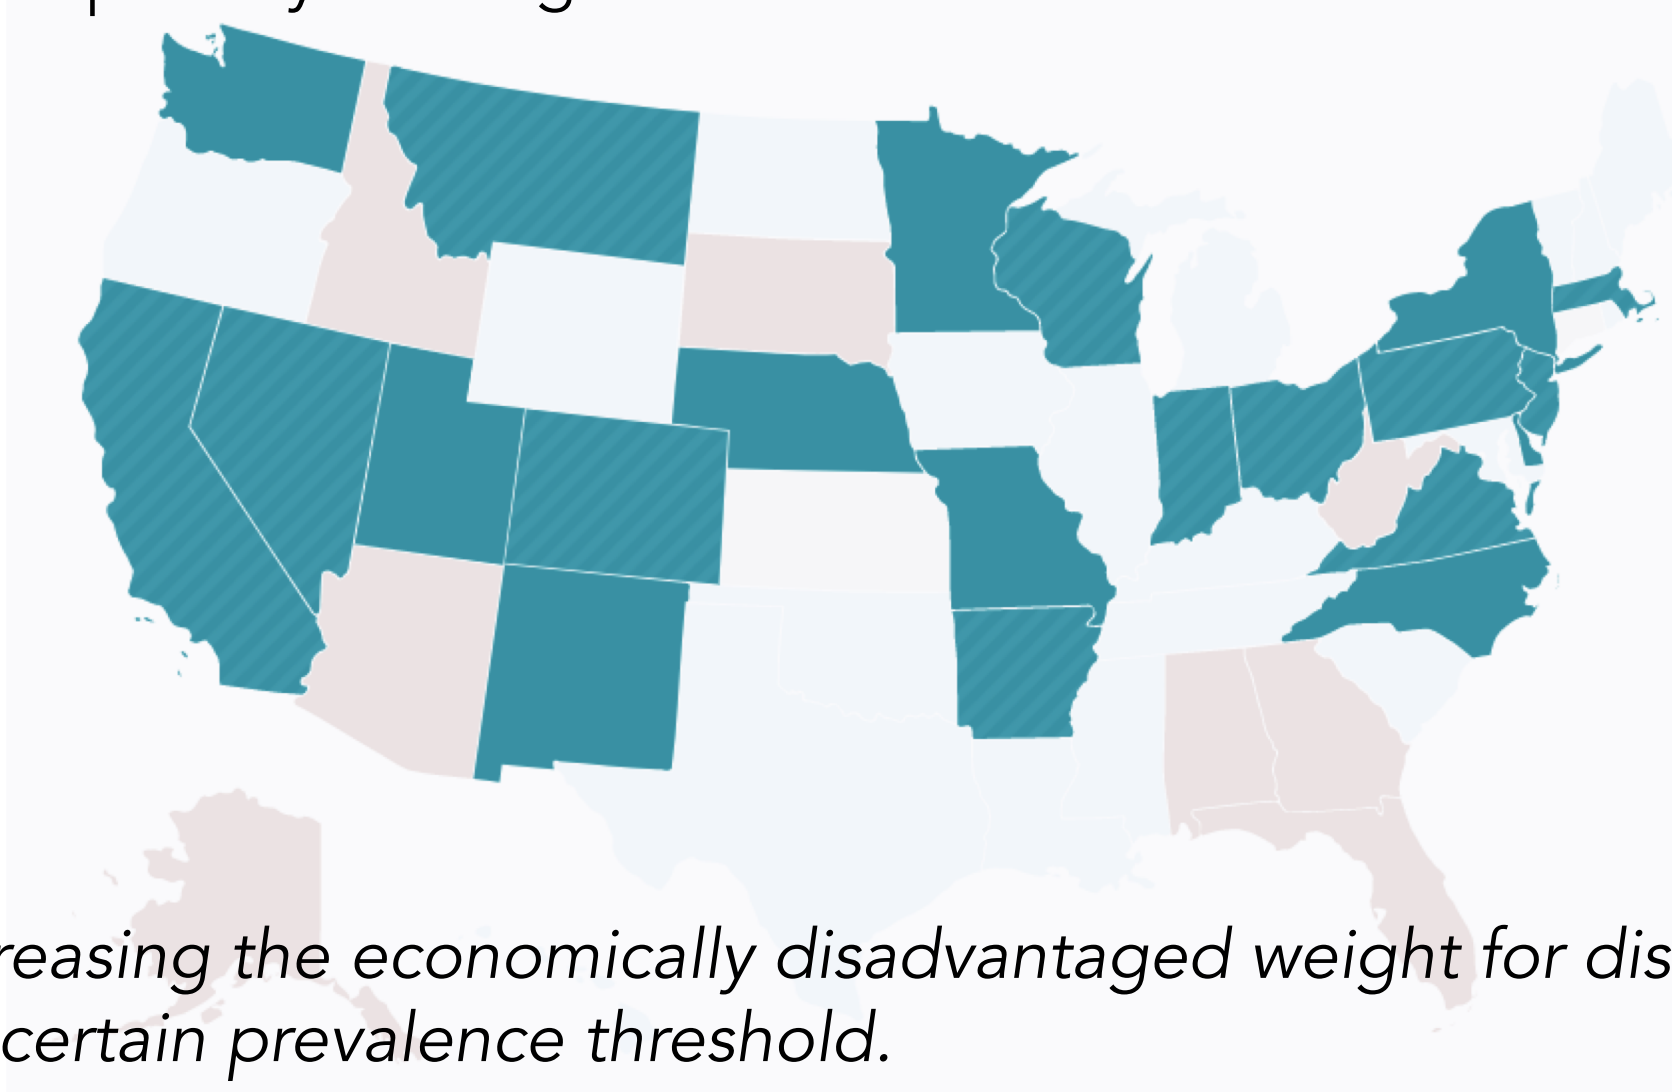 reasing the economically disadvantaged weight for dis
certain prevalence threshold.